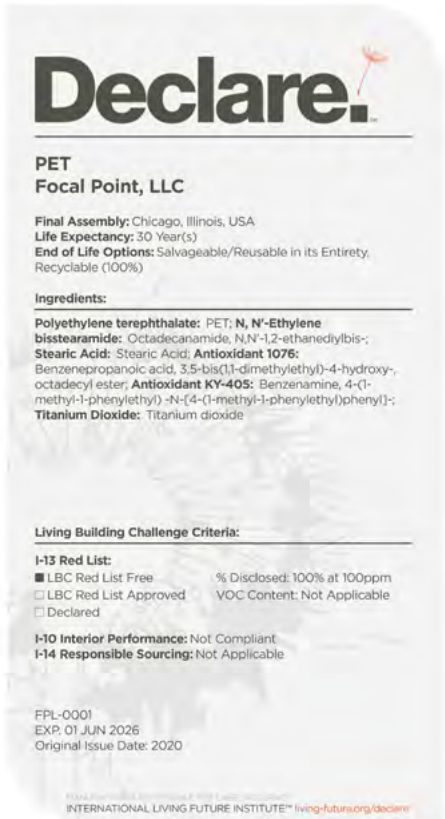 Declare.
PET
Focal Point, LLC
Final Assembly: Chicago, Illinois, USA
Life Expectancy: 30 Year(s)
End of Life Options: Salvageable/Reusable in its Entirety,
Recyclable (100%)
Ingredients:
Polyethylene terephthalate: PET; N, N'-Ethylene
bisstearamide: Octadecanamide, N,N'-1,2-ethanediylbis-;
Stearic Acid: Stearic Acid; Antioxidant 1076:
Benzenepropanoic acid, 3,5-bis(1,1-dimethylethyl)-4-hydroxy-,
octadecyl ester; Antioxidant KY-405: Benzenamine, 4-(1-
methyl-1-phenylethyl) -N-[4-(1-methyl-1-phenylethyl)phenyl]-;
Titanium Dioxide: Titanium dioxide
Living Building Challenge Criteria:
I-13 Red List:
■ LBC Red List Free % Disclosed: 100% at 100ppm
□ LBC Red List Approved VOC Content: Not Applicable
□ Declared
I-10 Interior Performance: Not Compliant
I-14 Responsible Sourcing: Not Applicable
FPL-0001
EXP. 01 JUN 2026
Original Issue Date: 2020
INTERNATIONAL LIVING FUTURE INSTITUTE™ living-future.org/declare